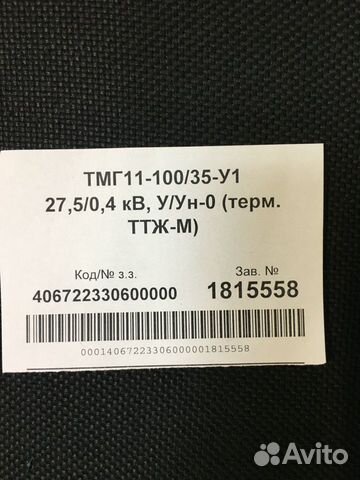 ТМГ11-100/35-У1
27,5/0,4 кВ, У/Ун-0 (терм.
ТТЖ-М)
Код/№ з.з. Зав. №
406722330600000 1815558
00014067223306000001815558
Avito